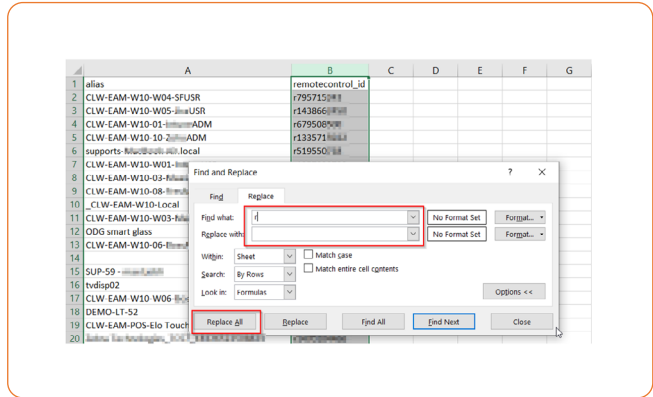 A B C D E F G
1 alias remotecontrol_id
2 CLW-EAM-W10-W04-SFUSR r795715
3 CLW-EAM-W10-W05- USR r143866
4 CLW-EAM-W10-01- ADM r679508
5 CLW-EAM-W10-10- ADM r133571
6 supports- .local r519550
7 CLW-EAM-W10-W01-
8 CLW-EAM-W10-03-
9 CLW-EAM-W10-08-
10 _CLW-EAM-W10-Local
11 CLW-EAM-W10-W03-
12 ODG smart glass
13 CLW-EAM-W10-06-
14
15 SUP-59 -
16 tvdisp02
17 CLW-EAM-W10-W06
18 DEMO-LT-52
19 CLW-EAM-POS-Elo Touch
20
Find and Replace ? X
Find Replace
Find what: r No Format Set Format...
Replace with: No Format Set Format...
Within: Sheet Match case
Search: By Rows Match entire cell contents
Look in: Formulas Options <<
Replace All Replace Find All Find Next Close